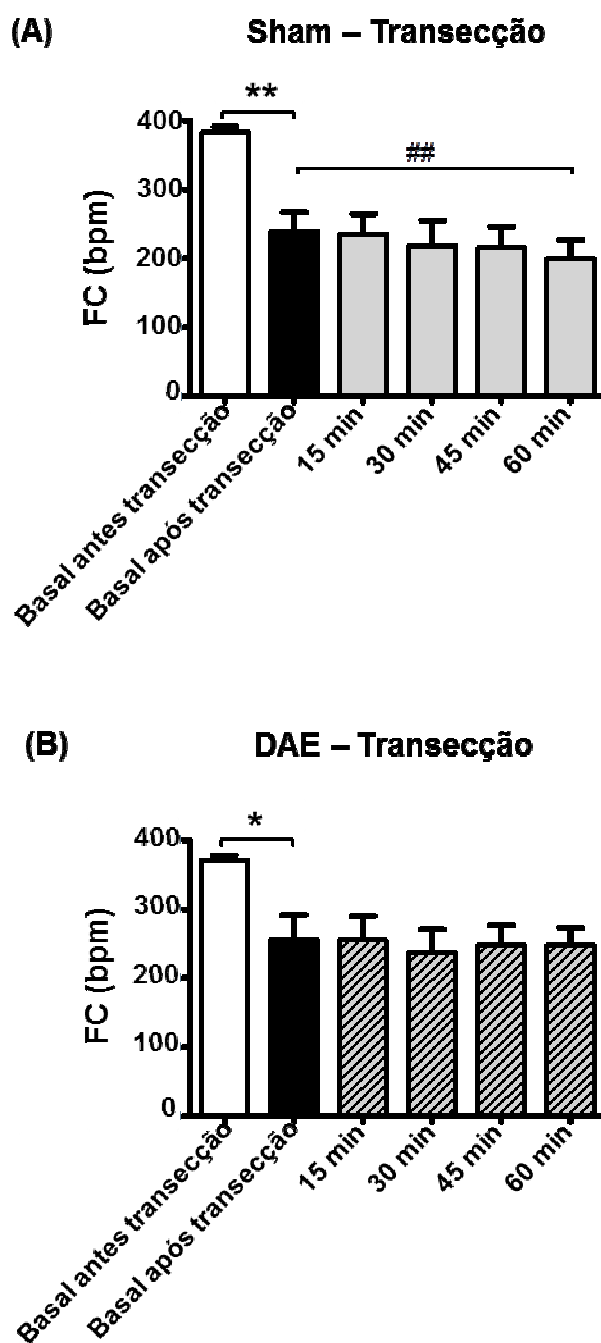 (A) Sham – Transecção
**
##
FC (bpm)
400
300
200
100
0
Basal antes transecção
Basal após transecção
15 min
30 min
45 min
60 min
(B) DAE – Transecção
*
FC (bpm)
400
300
200
100
0
Basal antes transecção
Basal após transecção
15 min
30 min
45 min
60 min